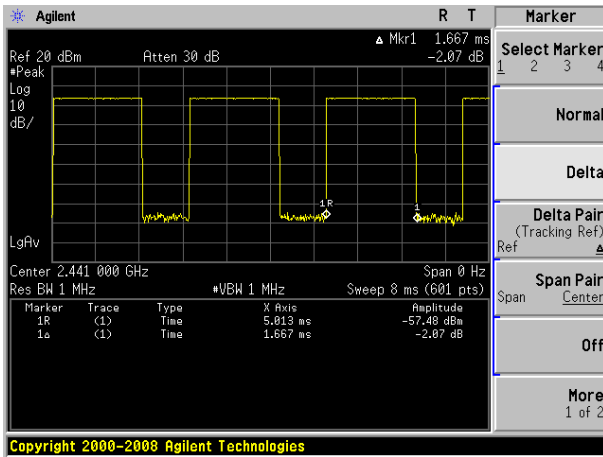 Agilent R T Marker
▵ Mkr1 1.667 ms
Ref 20 dBm Atten 30 dB -2.07 dB
#Peak
Log
10
dB/
1R
1
LgAv
Center 2.441 000 GHz Span 0 Hz
Res BW 1 MHz #VBW 1 MHz Sweep 8 ms (601 pts)
Marker Trace Type X Axis Amplitude
1R (1) Time 5.013 ms -57.48 dBm
1▵ (1) Time 1.667 ms -2.07 dB
Select Marker
1 2 3 4
Normal
Delta
Delta Pair
(Tracking Ref)
Ref ▵
Span Pair
Span Center
Off
More
1 of 2
Copyright 2000-2008 Agilent Technologies